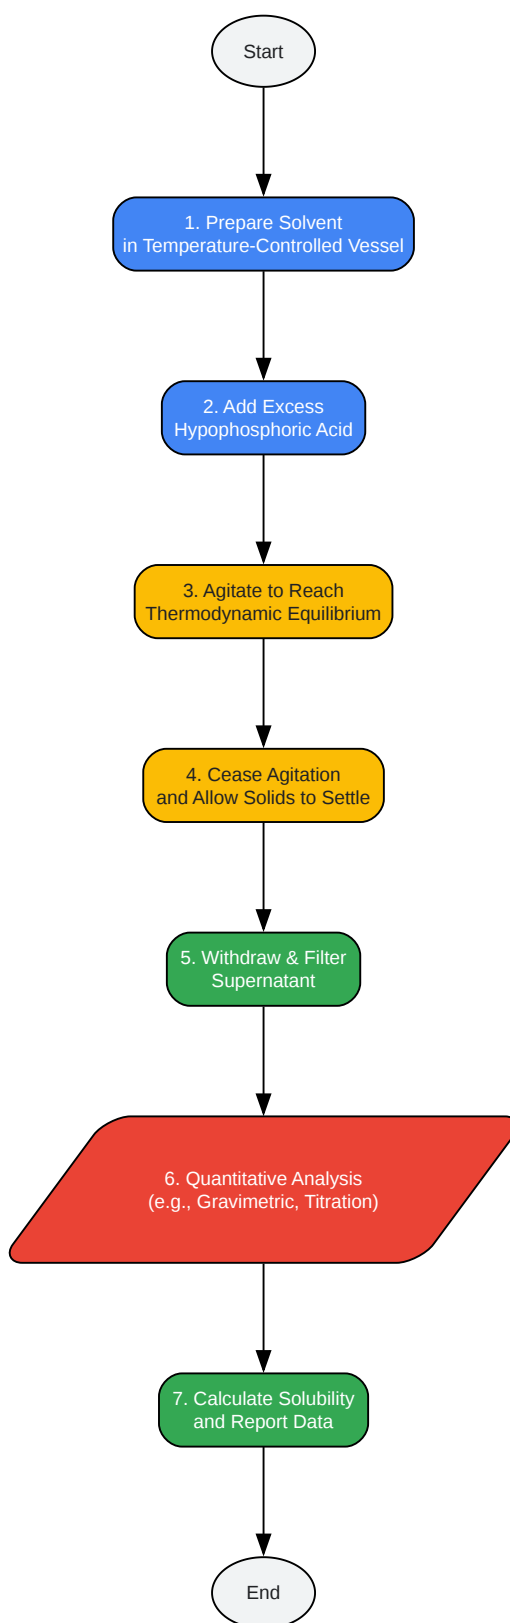 Start
1. Prepare Solvent
in Temperature-Controlled Vessel
2. Add Excess
Hypophosphoric Acid
3. Agitate to Reach
Thermodynamic Equilibrium
4. Cease Agitation
and Allow Solids to Settle
5. Withdraw & Filter
Supernatant
6. Quantitative Analysis
(e.g., Gravimetric, Titration)
7. Calculate Solubility
and Report Data
End